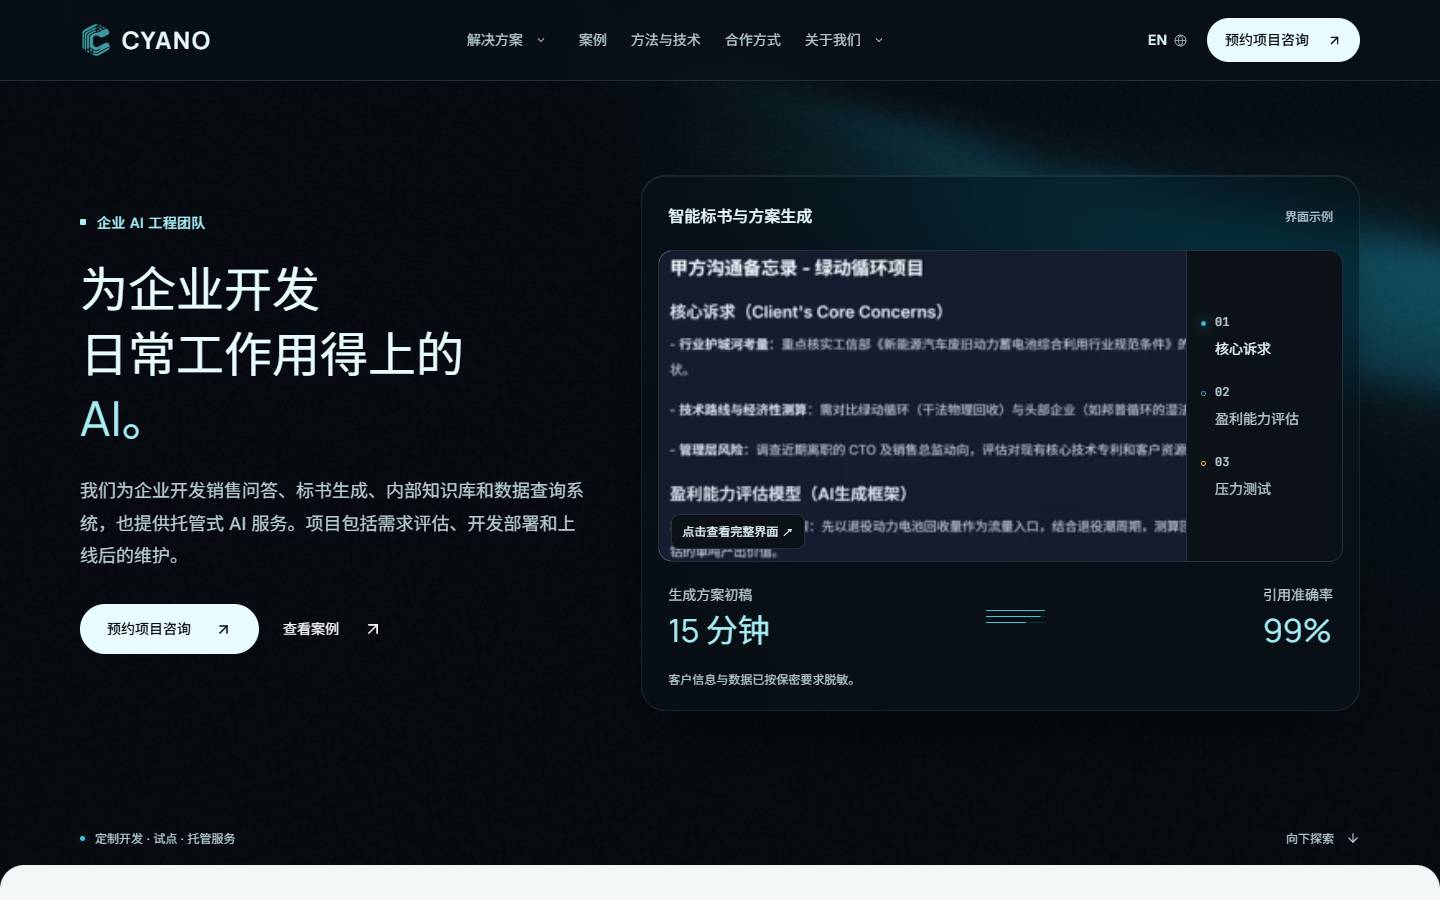 CYANO
解决方案
案例
方法与技术
合作方式
关于我们
EN
预约项目咨询
企业 AI 工程团队
为企业开发
日常工作用得上的
AI。
我们为企业开发销售问答、标书生成、内部知识库和数据查询系
统，也提供托管式 AI 服务。项目包括需求评估、开发部署和上
线后的维护。
预约项目咨询
查看案例
智能标书与方案生成
界面示例
甲方沟通备忘录 - 绿动循环项目
核心诉求（Client's Core Concerns）
- 行业护城河考量：重点核实工信部《新能源汽车废旧动力蓄电池综合利用行业规范条件》的
状。
- 技术路线与经济性测算：需对比绿动循环（干法物理回收）与头部企业（如邦普循环的湿法
- 管理层风险：调查近期离职的 CTO 及销售总监动向，评估对现有核心技术专利和客户资源
盈利能力评估模型（AI生成框架）
：先以退役动力电池回收量作为流量入口，结合退役潮周期，测算
点击查看完整界面 ↗
01
核心诉求
02
盈利能力评估
03
压力测试
生成方案初稿
15 分钟
引用准确率
99%
客户信息与数据已按保密要求脱敏。
定制开发 · 试点 · 托管服务
向下探索